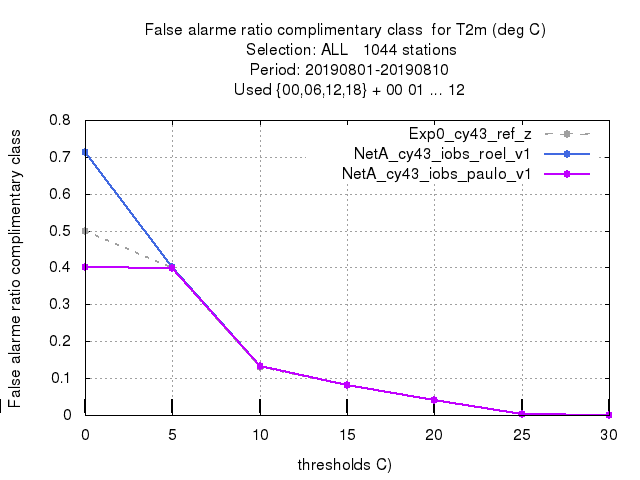 False alarme ratio complimentary class  for T2m (deg C)
Selection: ALL   1044 stations
Period: 20190801-20190810
Used {00,06,12,18} + 00 01 ... 12
False alarme ratio complimentary class
0.8
0.7
0.6
0.5
0.4
0.3
0.2
0.1
0
Exp0_cy43_ref_z
NetA_cy43_iobs_roel_v1
NetA_cy43_iobs_paulo_v1
0 5 10 15 20 25 30
thresholds C)